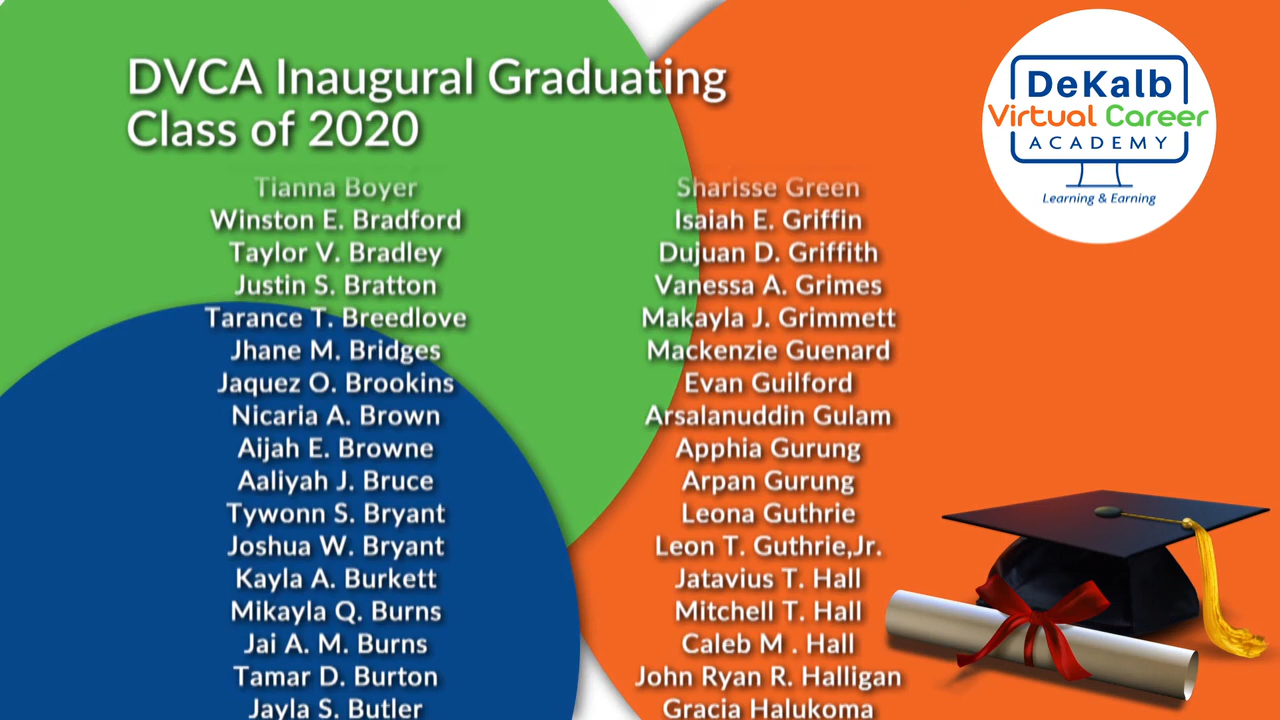 DVCA Inaugural Graduating
Class of 2020
Tianna Boyer
Winston E. Bradford
Taylor V. Bradley
Justin S. Bratton
Tarance T. Breedlove
Jhane M. Bridges
Jaquez O. Brookins
Nicaria A. Brown
Aijah E. Browne
Aaliyah J. Bruce
Tywonn S. Bryant
Joshua W. Bryant
Kayla A. Burkett
Mikayla Q. Burns
Jai A. M. Burns
Tamar D. Burton
Jayla S. Butler
Sharisse Green
Isaiah E. Griffin
Dujuan D. Griffith
Vanessa A. Grimes
Makayla J. Grimmett
Mackenzie Guenard
Evan Guilford
Arsalanuddin Gulam
Apphia Gurung
Arpan Gurung
Leona Guthrie
Leon T. Guthrie,Jr.
Jatavius T. Hall
Mitchell T. Hall
Caleb M . Hall
John Ryan R. Halligan
Gracia Halukoma
DeKalb
Virtual Career
ACADEMY
Learning & Earning